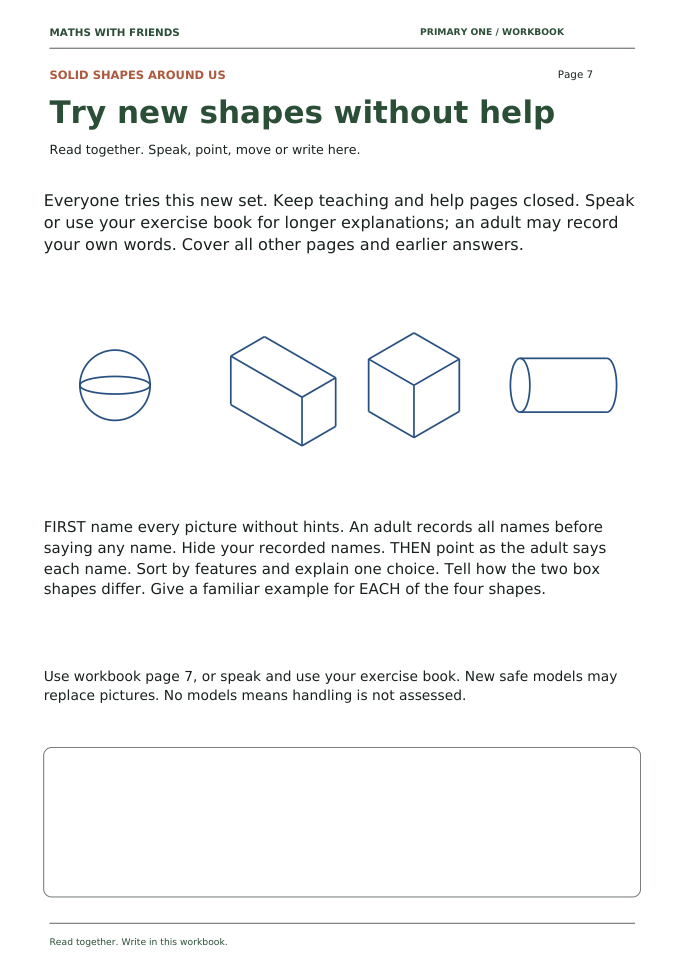 MATHS WITH FRIENDS
PRIMARY ONE / WORKBOOK
SOLID SHAPES AROUND US
Page 7
Try new shapes without help
Read together. Speak, point, move or write here.
Everyone tries this new set. Keep teaching and help pages closed. Speak
or use your exercise book for longer explanations; an adult may record
your own words. Cover all other pages and earlier answers.
FIRST name every picture without hints. An adult records all names before
saying any name. Hide your recorded names. THEN point as the adult says
each name. Sort by features and explain one choice. Tell how the two box
shapes differ. Give a familiar example for EACH of the four shapes.
Use workbook page 7, or speak and use your exercise book. New safe models may
replace pictures. No models means handling is not assessed.
Read together. Write in this workbook.